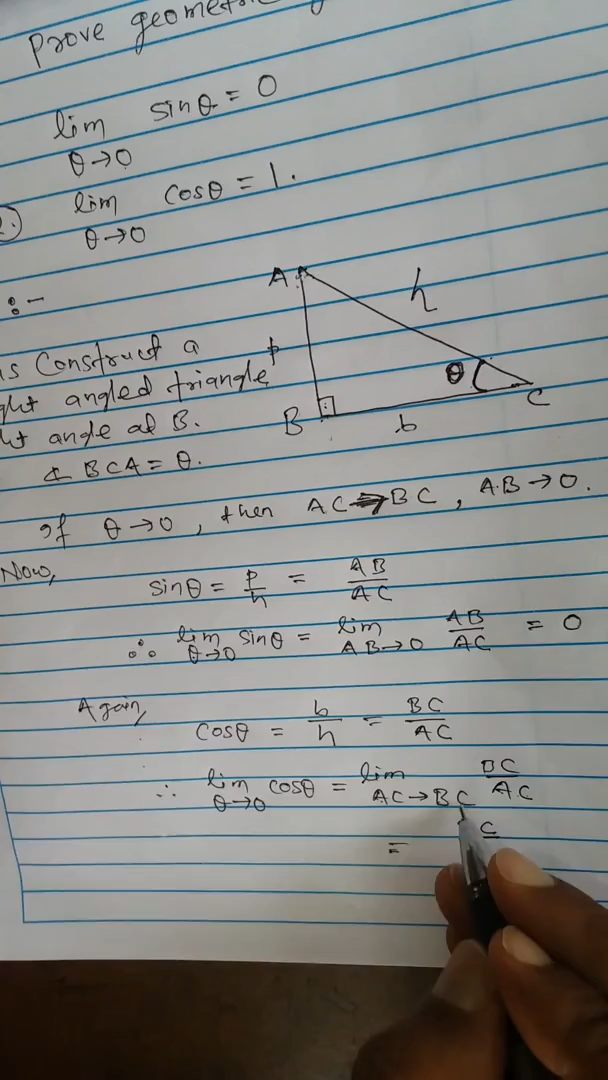 Prove
lim sinθ = 0
θ→0
2. lim cosθ = 1.
θ→0
:-
A
h
Construct a
p
angled triangle
θ
C
B
angle at B.
b
∠ BCA = θ.
If θ→0, then AC→BC, AB→0.
Now,
sinθ = p/h = AB/AC
∴ lim θ→0 sinθ = lim AB→0 AB/AC = 0
Again,
cosθ = b/h = BC/AC
∴ lim θ→0 cosθ = lim AC→BC BC/AC
=